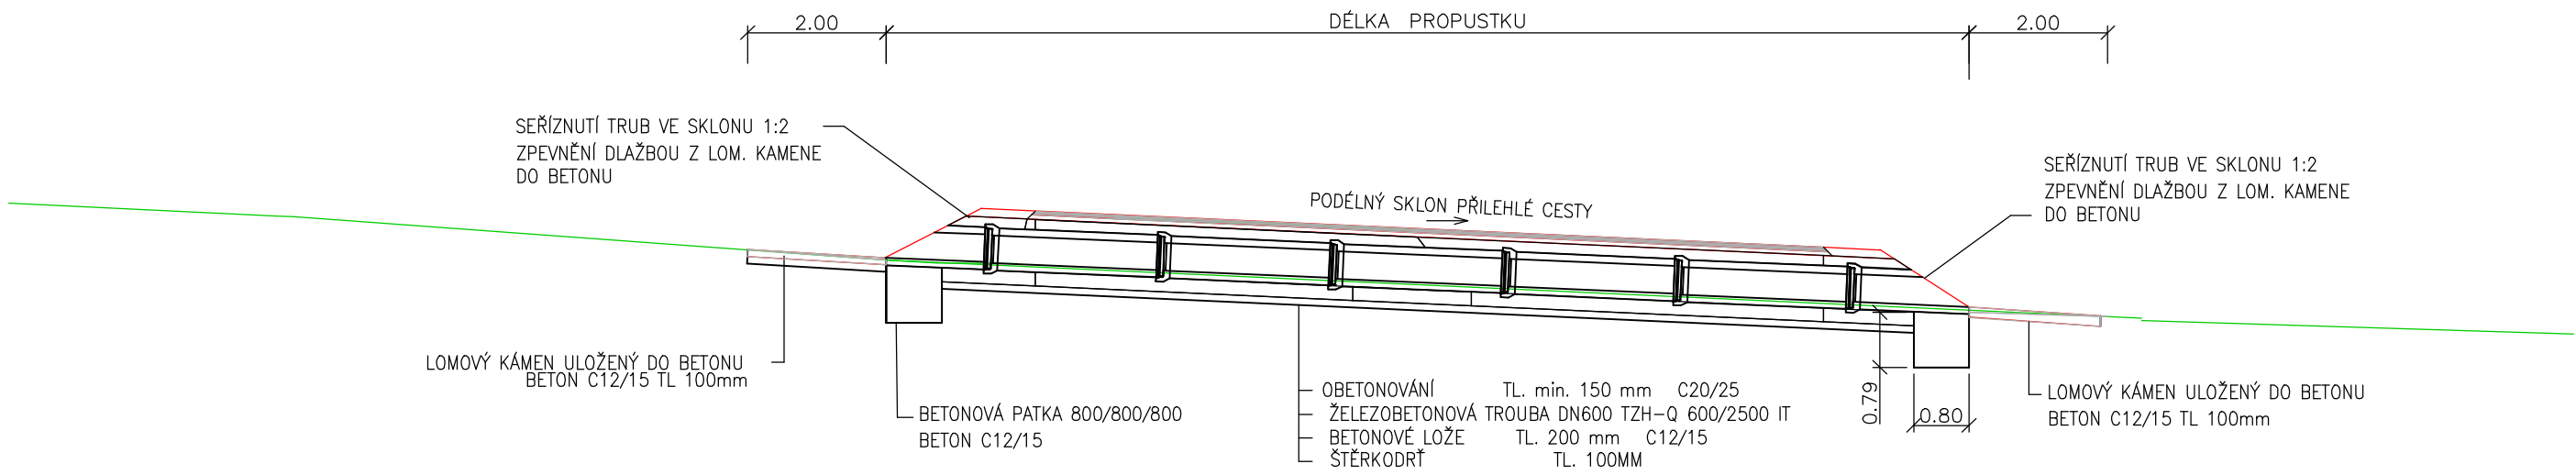 2.00
DÉLKA PROPUSTKU
2.00
SEŘÍZNUTÍ TRUB VE SKLONU 1:2
ZPEVNĚNÍ DLAŽBOU Z LOM. KAMENE
DO BETONU
SEŘÍZNUTÍ TRUB VE SKLONU 1:2
ZPEVNĚNÍ DLAŽBOU Z LOM. KAMENE
DO BETONU
PODÉLNÝ SKLON PŘILEHLÉ CESTY
LOMOVÝ KÁMEN ULOŽENÝ DO BETONU
BETON C12/15 TL 100mm
BETONOVÁ PATKA 800/800/800
BETON C12/15
OBETONOVÁNÍ TL. min. 150 mm C20/25
ŽELEZOBETONOVÁ TROUBA DN600 TZH-Q 600/2500 IT
BETONOVÉ LOŽE TL. 200 mm C12/15
ŠTĚRKODRŤ TL. 100MM
0.79
0.80
LOMOVÝ KÁMEN ULOŽENÝ DO BETONU
BETON C12/15 TL 100mm